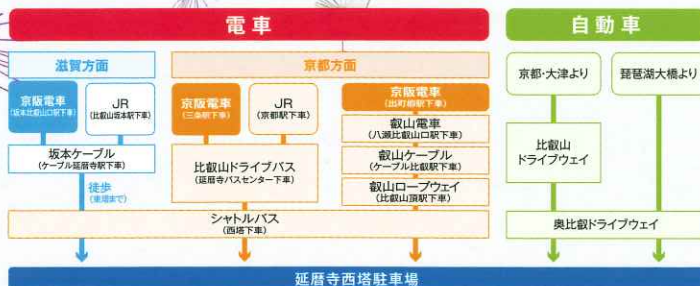 電車
自動車
滋賀方面
京都方面
京都・大津より
琵琶湖大橋より
京阪電車
(坂本比叡山口駅下車)
JR
(比叡山坂本駅下車)
京阪電車
(三条駅下車)
JR
(京都駅下車)
京阪電車
(出町柳駅下車)
叡山電車
(八瀬比叡山口駅下車)
坂本ケーブル
(ケーブル延暦寺駅下車)
比叡山ドライブバス
(延暦寺バスセンター下車)
叡山ケーブル
(ケーブル比叡駅下車)
叡山ロープウェイ
(比叡山頂駅下車)
比叡山
ドライブウェイ
徒歩
(東塔まで)
シャトルバス
(西塔下車)
奥比叡ドライブウェイ
延暦寺西塔駐車場